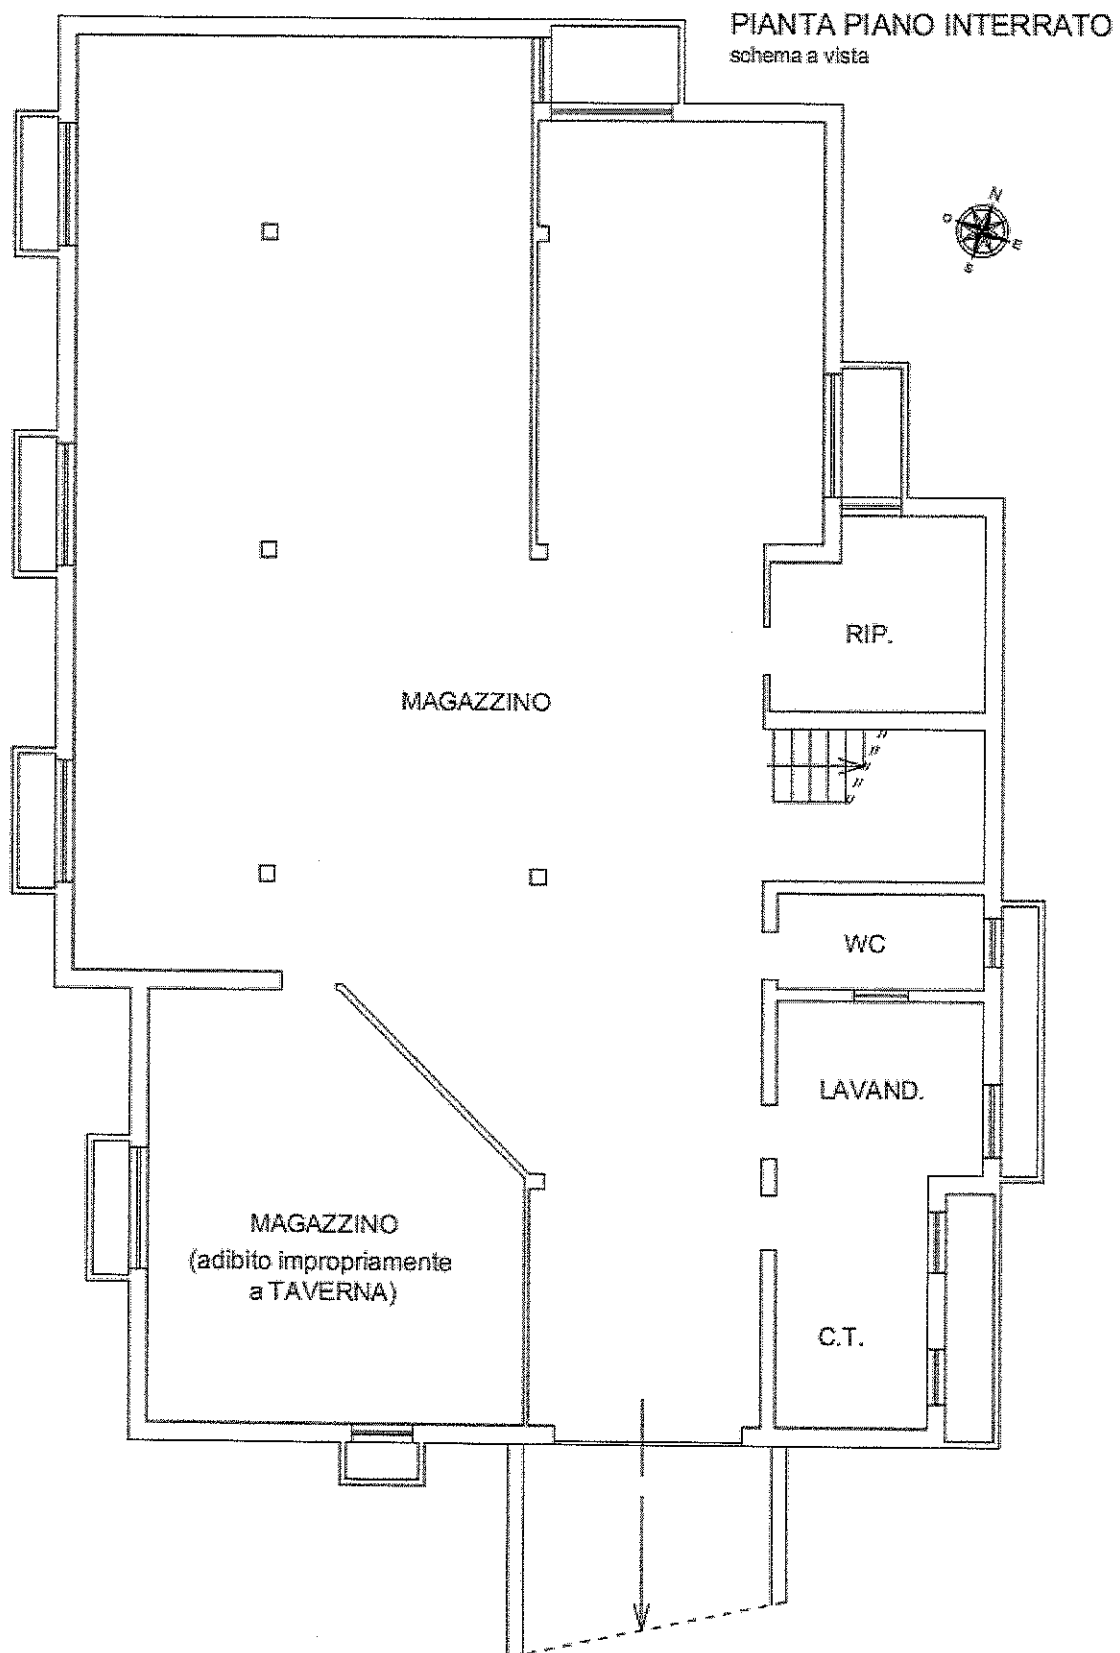 PIANTA PIANO INTERRATO
schema a vista
N
O
E
S
RIP.
MAGAZZINO
WC
LAVAND.
MAGAZZINO
(adibito impropriamente
a TAVERNA)
C.T.